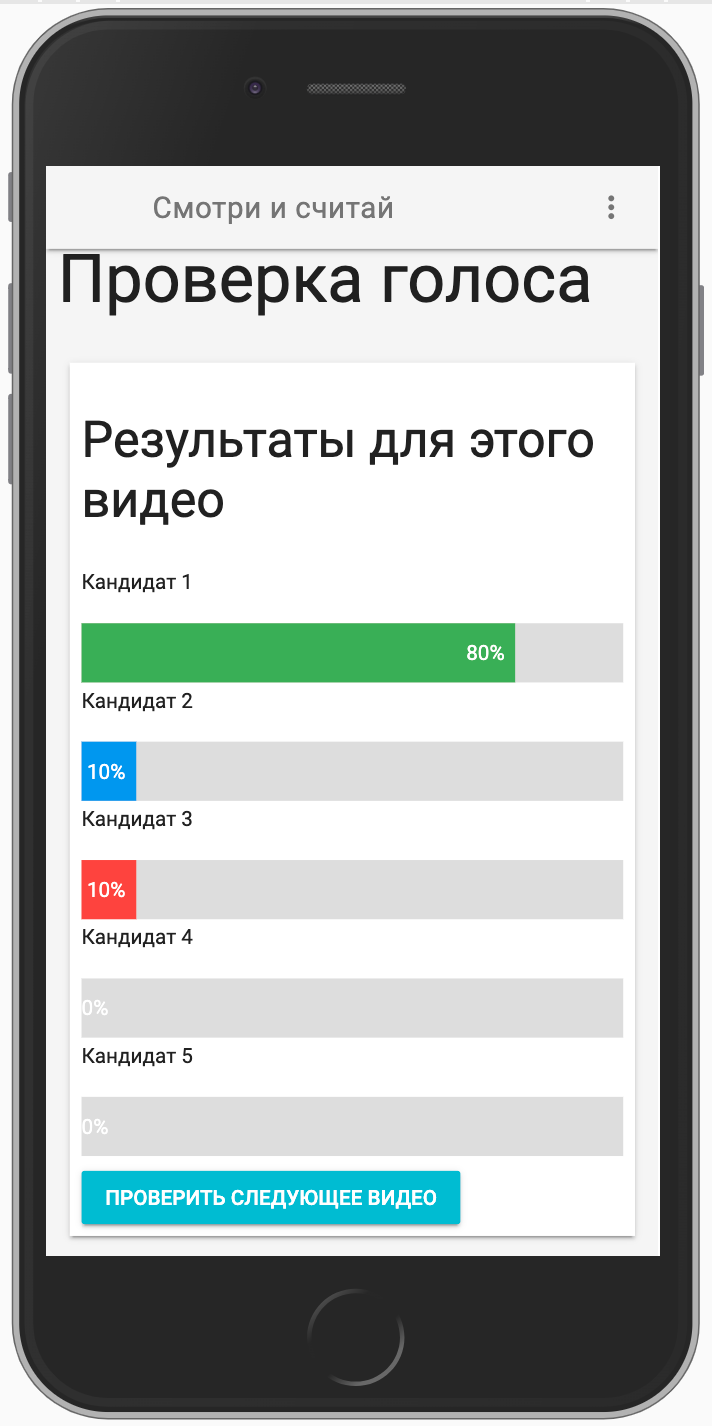 Смотри и считай
Проверка голоса
Результаты для этого
видео
Кандидат 1
80%
Кандидат 2
10%
Кандидат 3
10%
Кандидат 4
0%
Кандидат 5
0%
ПРОВЕРИТЬ СЛЕДУЮЩЕЕ ВИДЕО